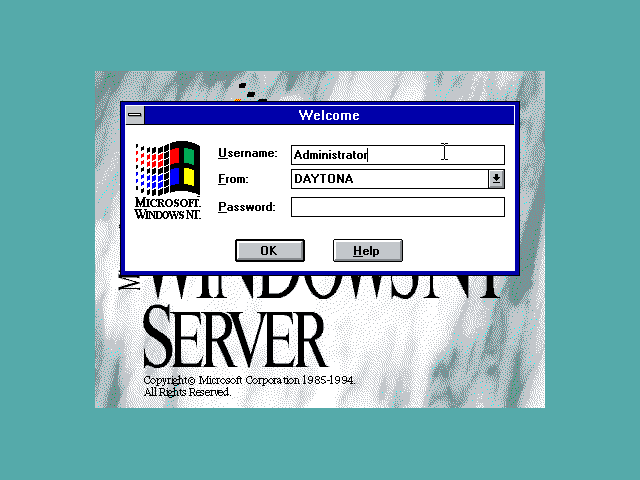 Welcome
Username: Administrator
From: DAYTONA
Password:
MICROSOFT.
WINDOWS NT.
OK Help
WINDOWS NT
SERVER
Copyright© Microsoft Corporation 1985-1994.
All Rights Reserved.